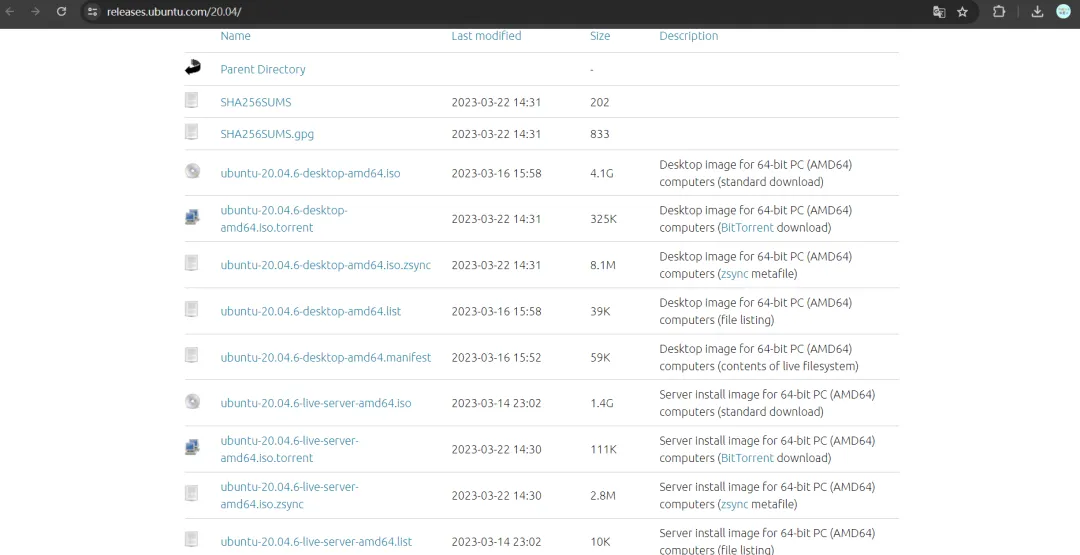 releases.ubuntu.com/20.04/
Name Last modified Size Description
Parent Directory -
SHA256SUMS 2023-03-22 14:31 202
SHA256SUMS.gpg 2023-03-22 14:31 833
ubuntu-20.04.6-desktop-amd64.iso 2023-03-16 15:58 4.1G Desktop image for 64-bit PC (AMD64)
computers (standard download)
ubuntu-20.04.6-desktop- 2023-03-22 14:31 325K Desktop image for 64-bit PC (AMD64)
amd64.iso.torrent computers (BitTorrent download)
ubuntu-20.04.6-desktop-amd64.iso.zsync 2023-03-22 14:31 8.1M Desktop image for 64-bit PC (AMD64)
computers (zsync metafile)
ubuntu-20.04.6-desktop-amd64.list 2023-03-16 15:58 39K Desktop image for 64-bit PC (AMD64)
computers (file listing)
ubuntu-20.04.6-desktop-amd64.manifest 2023-03-16 15:52 59K Desktop image for 64-bit PC (AMD64)
computers (contents of live filesystem)
ubuntu-20.04.6-live-server-amd64.iso 2023-03-14 23:02 1.4G Server install image for 64-bit PC (AMD64)
computers (standard download)
ubuntu-20.04.6-live-server- 2023-03-22 14:30 111K Server install image for 64-bit PC (AMD64)
amd64.iso.torrent computers (BitTorrent download)
ubuntu-20.04.6-live-server- 2023-03-22 14:30 2.8M Server install image for 64-bit PC (AMD64)
amd64.iso.zsync computers (zsync metafile)
ubuntu-20.04.6-live-server-amd64.list 2023-03-14 23:02 10K Server install image for 64-bit PC (AMD64)
computers (file listing)